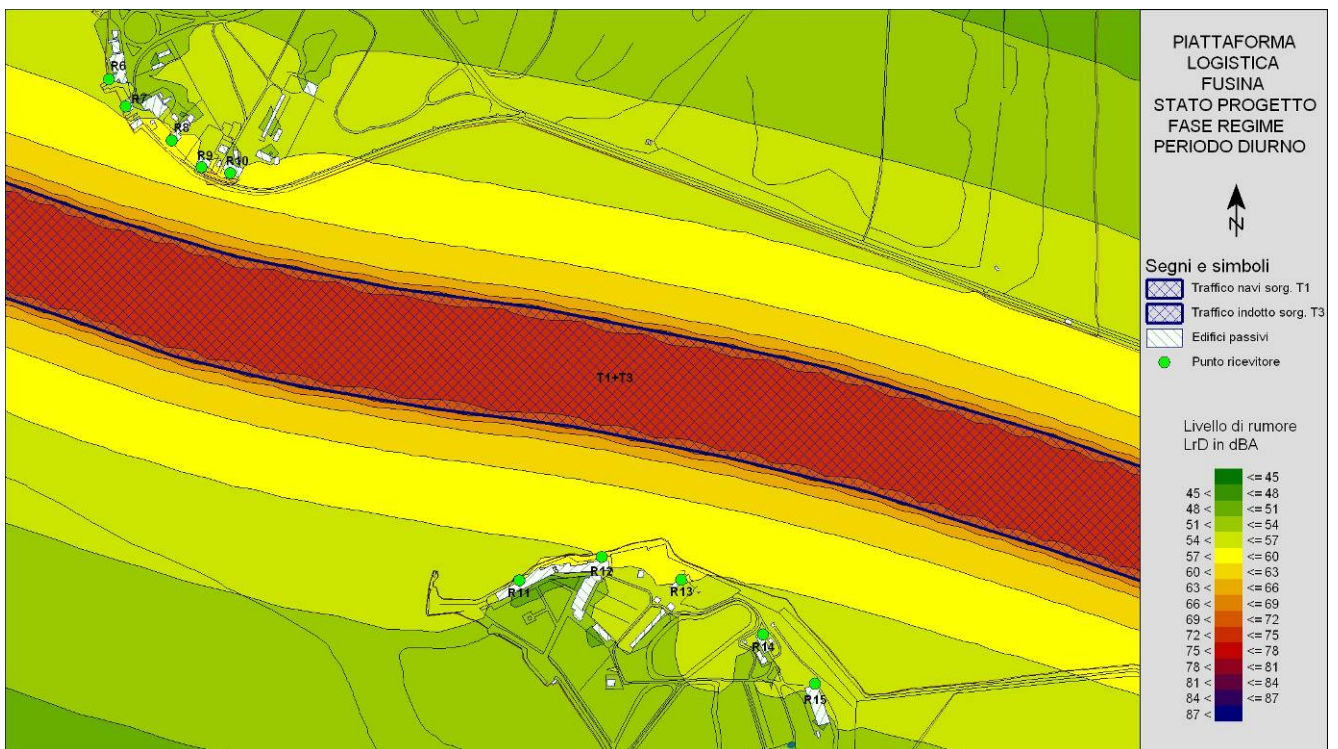 R6
R7
R8
R9
R10
T1+T3
R11
R12
R13
R14
R15
PIATTAFORMA
LOGISTICA
FUSINA
STATO PROGETTO
FASE REGIME
PERIODO DIURNO
N
Segni e simboli
Traffico navi sorg. T1
Traffico indotto sorg. T3
Edifici passivi
Punto ricevitore
Livello di rumore
LrD in dBA
<= 45
45 < <= 48
48 < <= 51
51 < <= 54
54 < <= 57
57 < <= 60
60 < <= 63
63 < <= 66
66 < <= 69
69 < <= 72
72 < <= 75
75 < <= 78
78 < <= 81
81 < <= 84
84 < <= 87
87 <